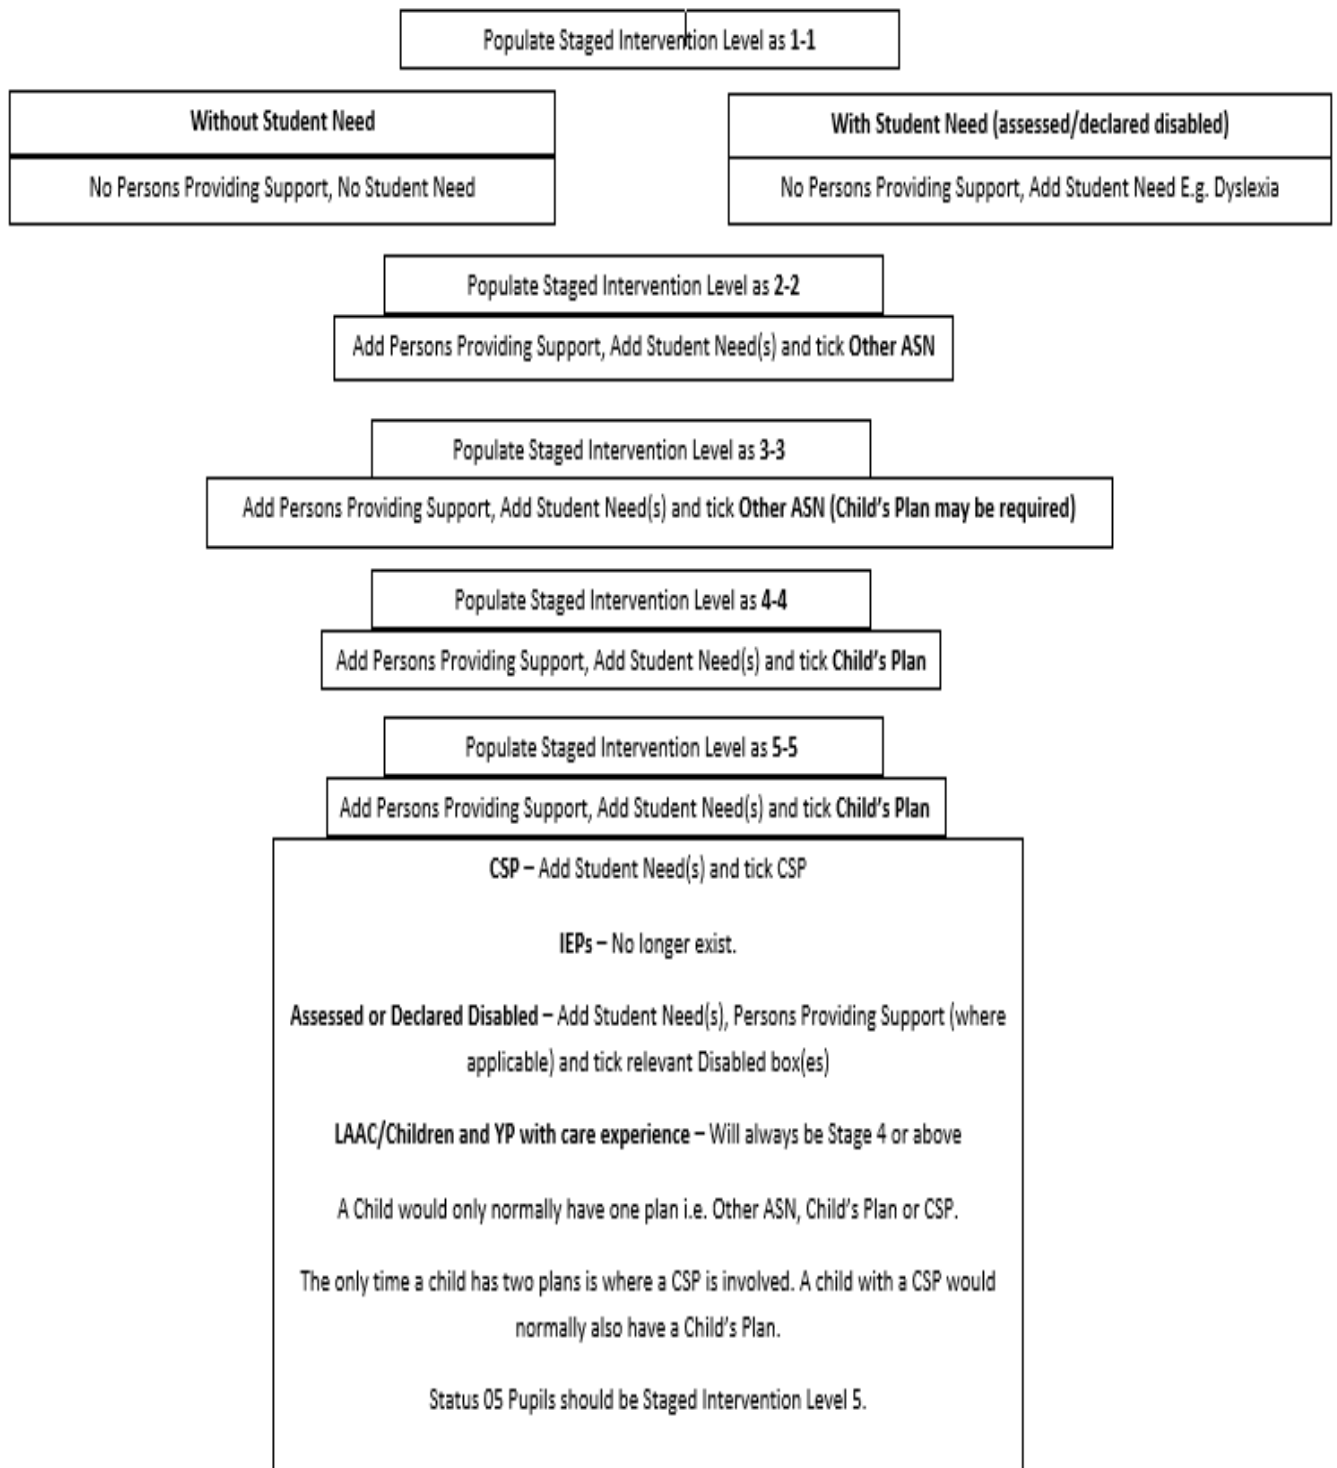 Populate Staged Intervention Level as 1-1
Without Student Need
No Persons Providing Support, No Student Need
With Student Need (assessed/declared disabled)
No Persons Providing Support, Add Student Need E.g. Dyslexia
Populate Staged Intervention Level as 2-2
Add Persons Providing Support, Add Student Need(s) and tick Other ASN
Populate Staged Intervention Level as 3-3
Add Persons Providing Support, Add Student Need(s) and tick Other ASN (Child's Plan may be required)
Populate Staged Intervention Level as 4-4
Add Persons Providing Support, Add Student Need(s) and tick Child's Plan
Populate Staged Intervention Level as 5-5
Add Persons Providing Support, Add Student Need(s) and tick Child's Plan
CSP – Add Student Need(s) and tick CSP
IEPs – No longer exist.
Assessed or Declared Disabled – Add Student Need(s), Persons Providing Support (where
applicable) and tick relevant Disabled box(es)
LAAC/Children and YP with care experience – Will always be Stage 4 or above
A Child would only normally have one plan i.e. Other ASN, Child's Plan or CSP.
The only time a child has two plans is where a CSP is involved. A child with a CSP would
normally also have a Child's Plan.
Status 05 Pupils should be Staged Intervention Level 5.